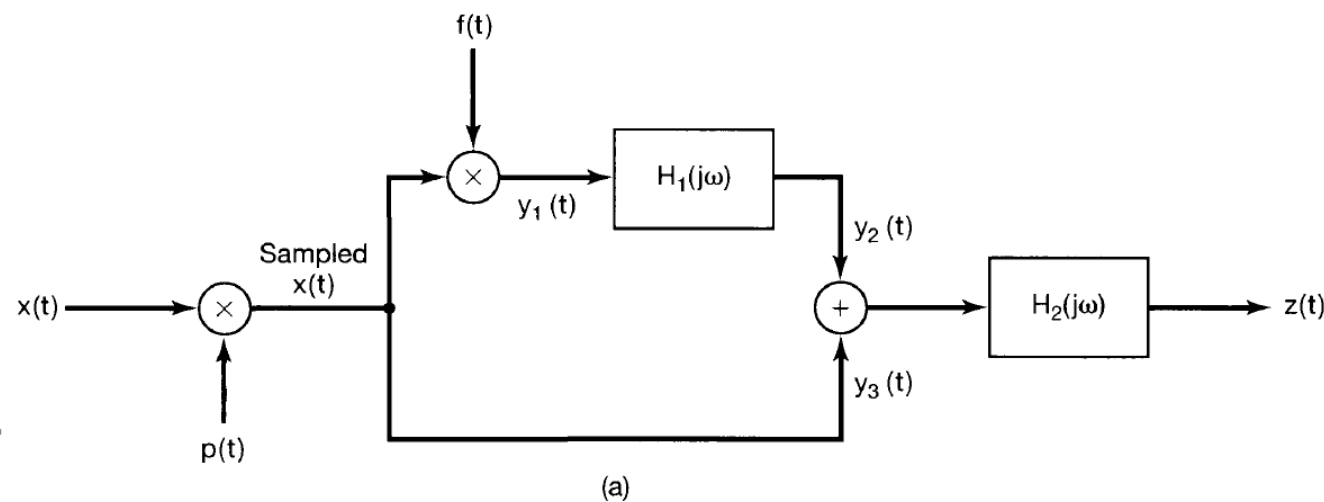 f(t)
×
H₁(jω)
y₁ (t)
y₂ (t)
Sampled
x(t)
x(t)
×
+
H₂(jω)
z(t)
y₃ (t)
p(t)
(a)